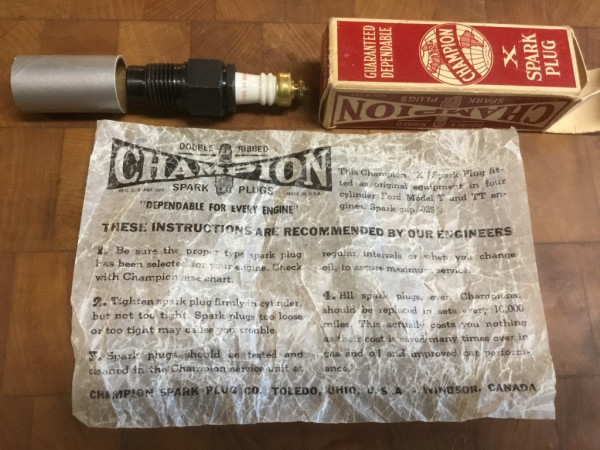 GUARANTEED
DEPENDABLE
CHAMPION
X
SPARK
PLUG
CHAMPION
SPARK PLUGS
DOUBLE RIBBED
CHAMPION
SPARK PLUGS
MADE IN U.S.A.
"DEPENDABLE FOR EVERY ENGINE"
This Champion "X" Spark Plug fit-
ted as original equipment in four
cylinder Ford Model T and TT en-
gines. Spark gap .025".
THESE INSTRUCTIONS ARE RECOMMENDED BY OUR ENGINEERS
1. Be sure the proper type spark plug
has been selected for your engine. Check
with Champion size chart.
2. Tighten spark plug firmly in cylinder,
but not too tight. Spark plugs too loose
or too tight may cause you trouble.
3. Spark plugs should be tested and
cleaned in the Champion service unit at
regular intervals or when you change
oil, to assure maximum service.
4. All spark plugs, even Champions,
should be replaced in sets every 10,000
miles. This actually costs you nothing
as their cost is saved many times over in
gas and oil and improved car perform-
ance.
CHAMPION SPARK PLUG CO. TOLEDO, OHIO, U.S.A. - WINDSOR, CANADA